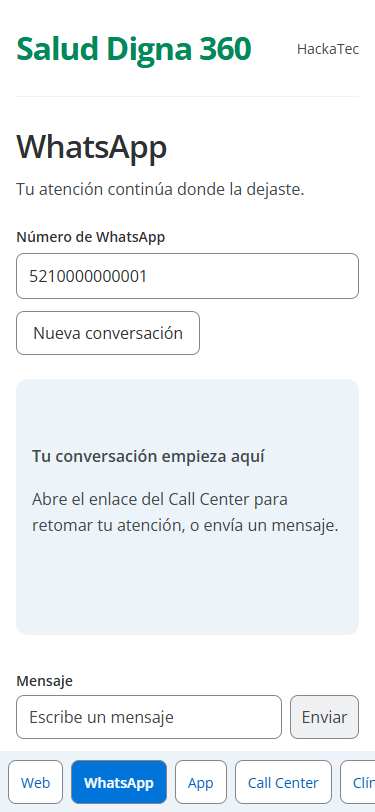 Salud Digna 360
HackaTec
WhatsApp
Tu atención continúa donde la dejaste.
Número de WhatsApp
5210000000001
Nueva conversación
Tu conversación empieza aquí
Abre el enlace del Call Center para
retomar tu atención, o envía un mensaje.
Mensaje
Escribe un mensaje
Enviar
Web
WhatsApp
App
Call Center